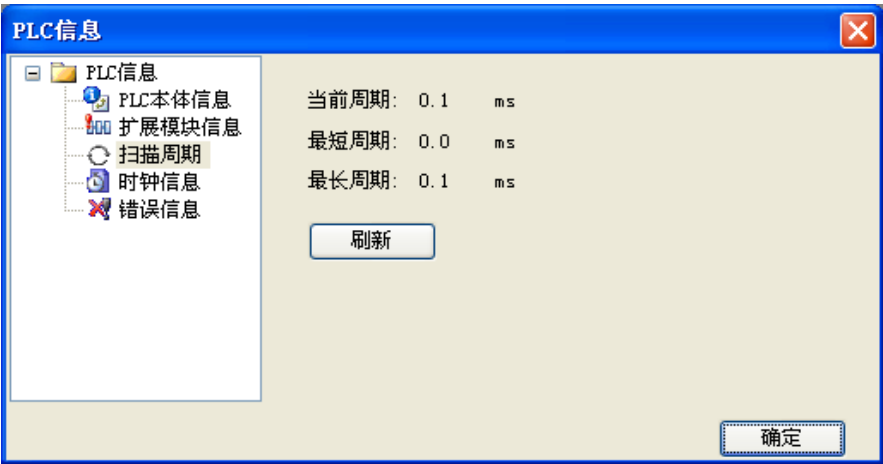 PLC信息
PLC信息
PLC本体信息
扩展模块信息
扫描周期
时钟信息
错误信息
当前周期: 0.1 ms
最短周期: 0.0 ms
最长周期: 0.1 ms
刷新
确定